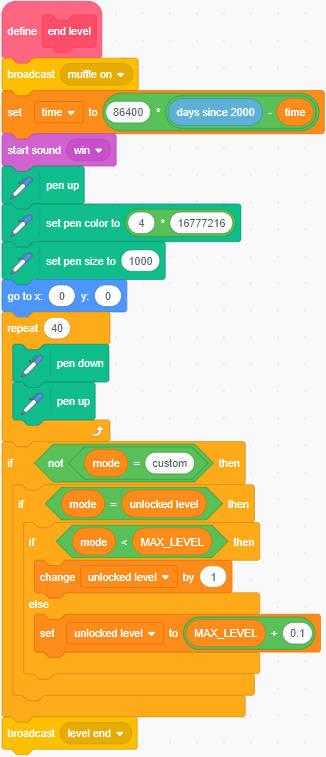 define end level
broadcast muffle on
set time to 86400 * days since 2000 - time
start sound win
pen up
set pen color to 4 * 16777216
set pen size to 1000
go to x: 0 y: 0
repeat 40
pen down
pen up
if not mode = custom then
if mode = unlocked level then
if mode < MAX_LEVEL then
change unlocked level by 1
else
set unlocked level to MAX_LEVEL + 0.1
broadcast level end